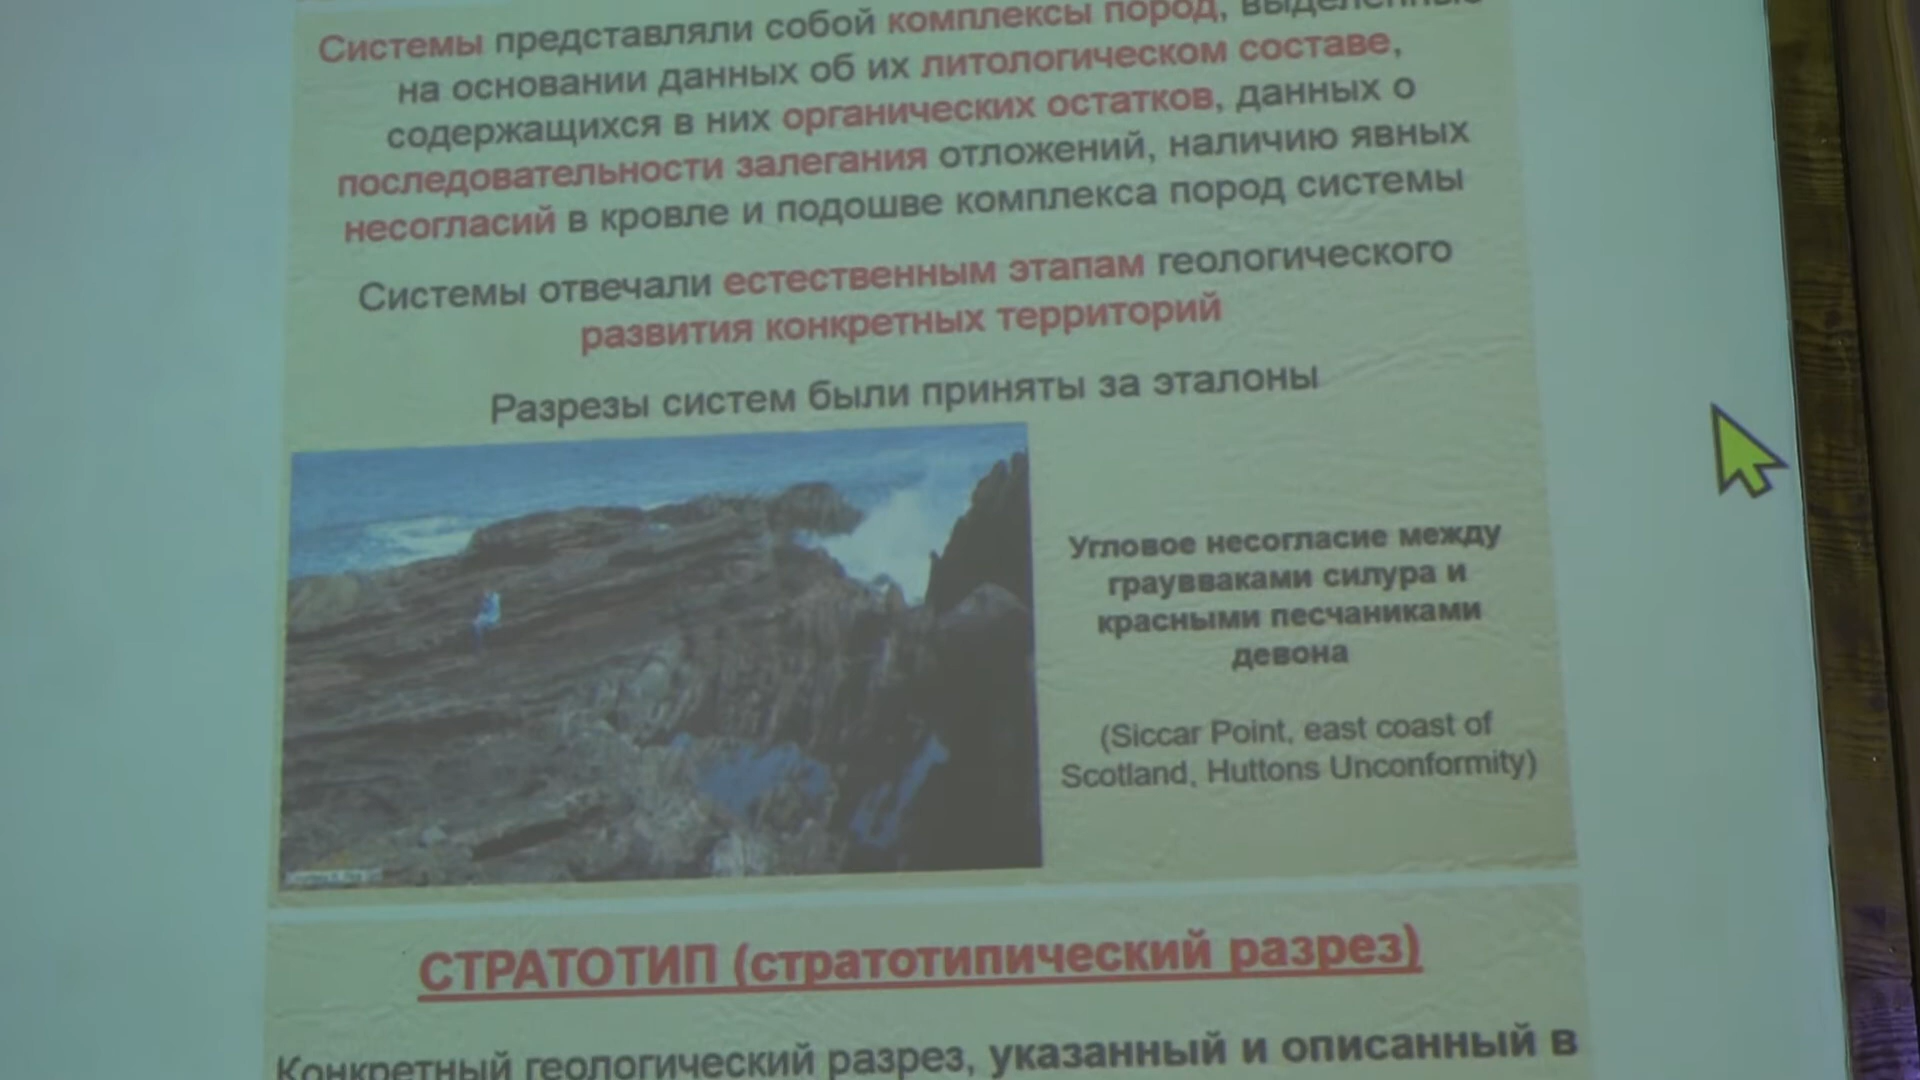 Системы представляли собой комплексы пород, выделенные
на основании данных об их литологическом составе,
содержащихся в них органических остатков, данных о
последовательности залегания отложений, наличию явных
несогласий в кровле и подошве комплекса пород системы
Системы отвечали естественным этапам геологического
развития конкретных территорий
Разрезы систем были приняты за эталоны
Угловое несогласие между
граувваками силура и
красными песчаниками
девона
(Siccar Point, east coast of
Scotland, Huttons Unconformity)
СТРАТОТИП (стратотипический разрез)
Конкретный геологический разрез, указанный и описанный в